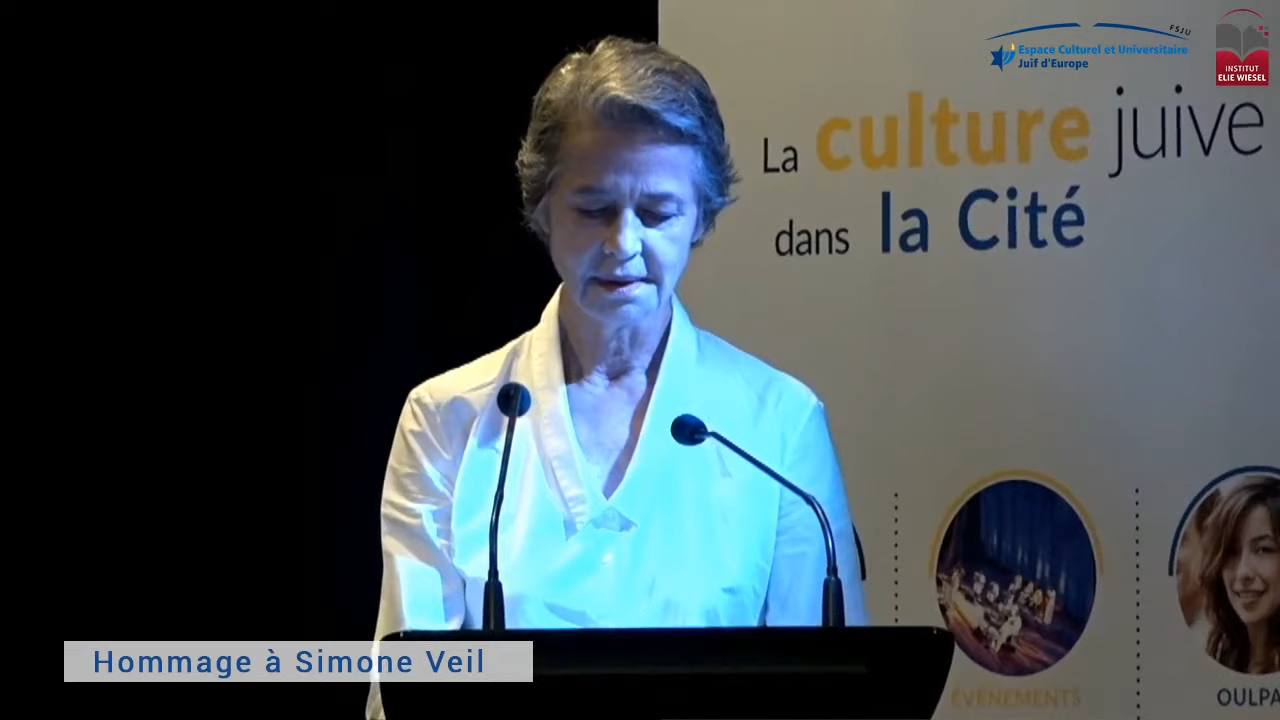 FSJU
Espace Culturel et Universitaire
Juif d'Europe
INSTITUT
ELIE WIESEL
La culture juive
dans la Cité
ÉVÉNEMENTS
OULPA
Hommage à Simone Veil